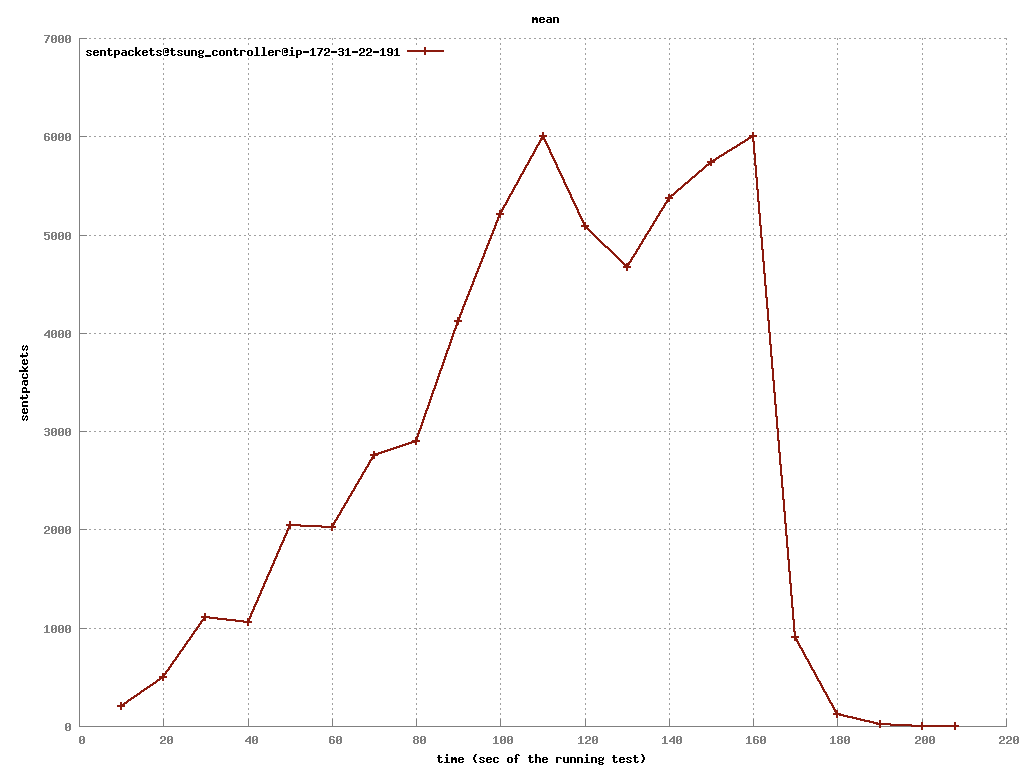 mean
7000
sentpackets@tsung_controller@ip-172-31-22-191
6000
5000
4000
sentpackets
3000
2000
1000
0
0 20 40 60 80 100 120 140 160 180 200 220
time (sec of the running test)